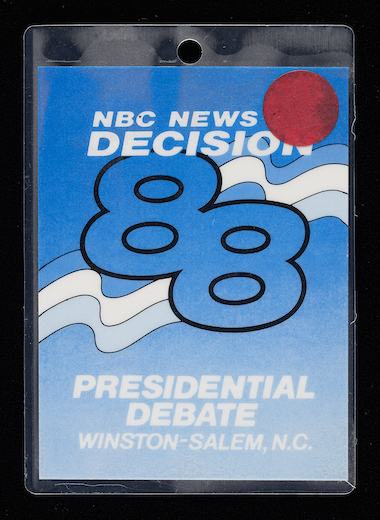 NBC NEWS
DECISION
88
PRESIDENTIAL
DEBATE
WINSTON-SALEM, N.C.